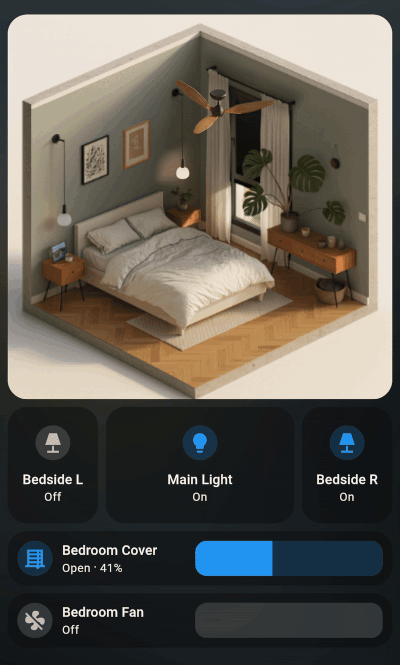 Bedside L
Off
Main Light
On
Bedside R
On
Bedroom Cover
Open · 41%
Bedroom Fan
Off